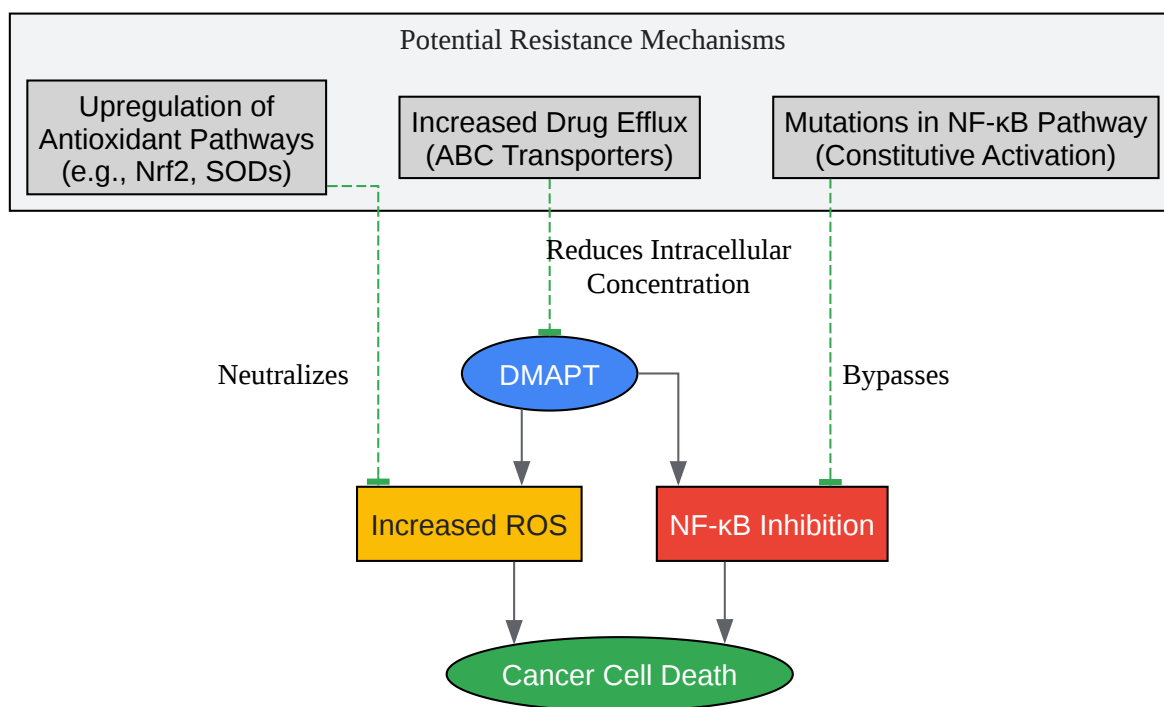 Potential Resistance Mechanisms
Upregulation of
Antioxidant Pathways
(e.g., Nrf2, SODs)
Increased Drug Efflux
(ABC Transporters)
Mutations in NF-κB Pathway
(Constitutive Activation)
Reduces Intracellular
Concentration
Neutralizes
DMAPT
Bypasses
Increased ROS
NF-κB Inhibition
Cancer Cell Death